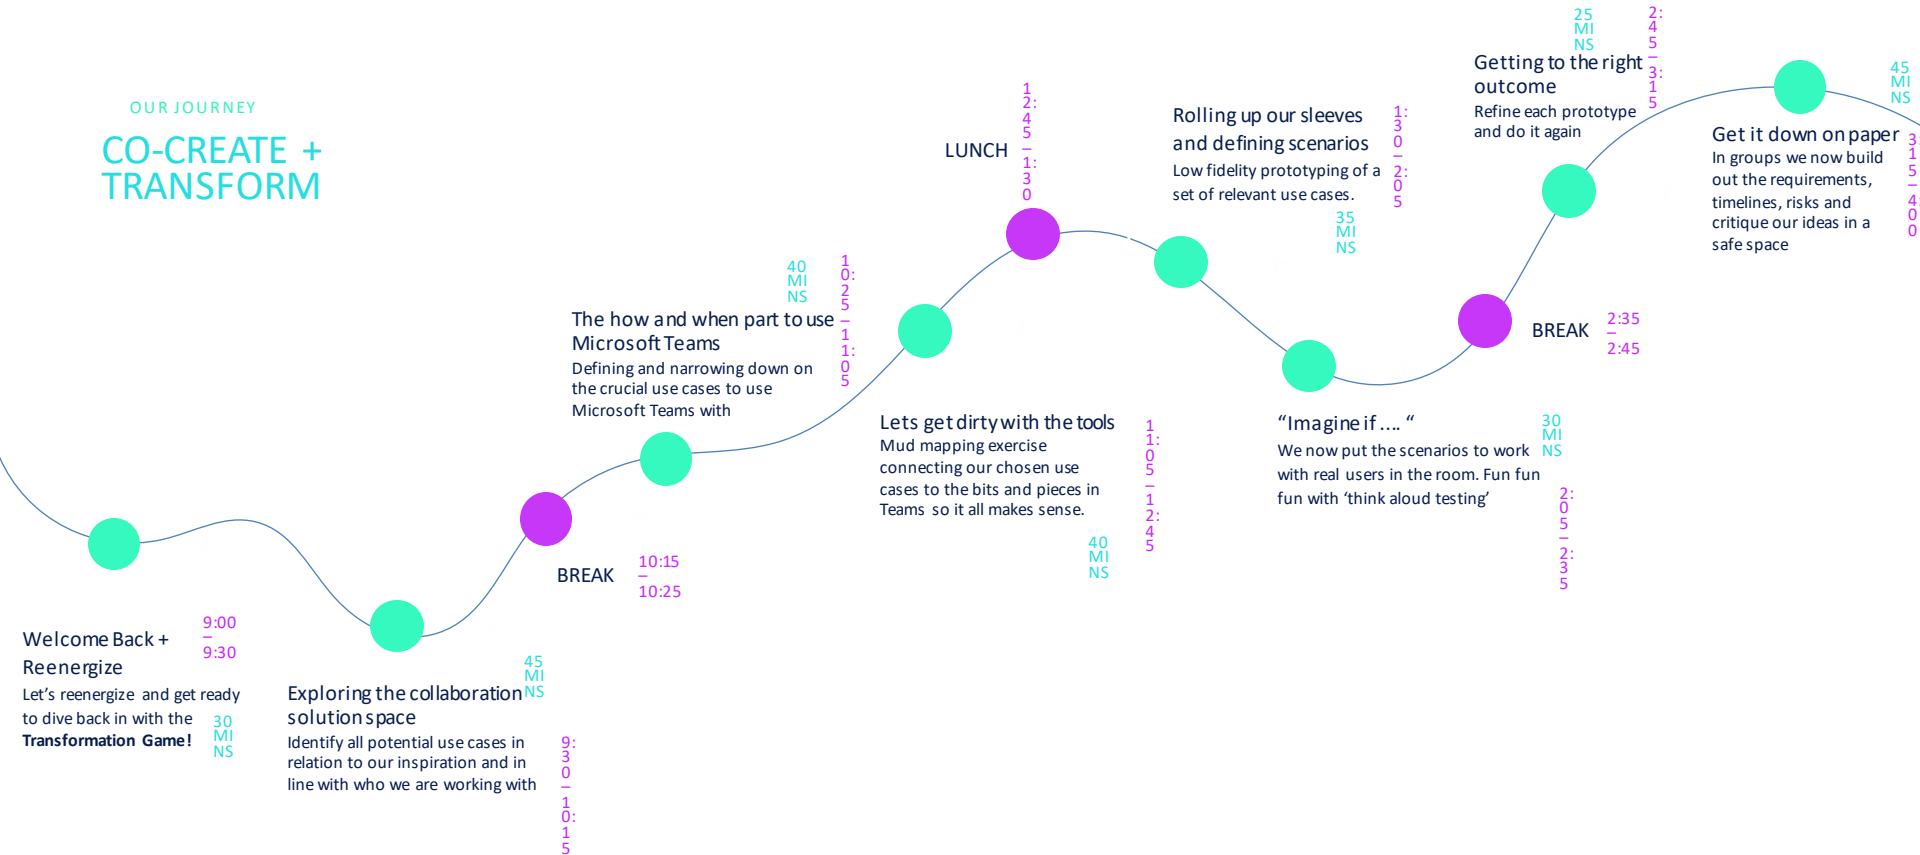 OUR JOURNEY
CO-CREATE +
TRANSFORM
Welcome Back +
Reenergize
Let’s reenergize and get ready
to dive back in with the
Transformation Game!
9:00
–
9:30
30
MI
NS
Exploring the collaboration
solution space
Identify all potential use cases in
relation to our inspiration and in
line with who we are working with
45
MI
NS
9:
3
0
–
1
0:
1
5
BREAK
10:15
–
10:25
The how and when part to use
Microsoft Teams
Defining and narrowing down on
the crucial use cases to use
Microsoft Teams with
40
MI
NS
1
0:
2
5
–
1
1:
0
5
Lets get dirty with the tools
Mud mapping exercise
connecting our chosen use
cases to the bits and pieces in
Teams so it all makes sense.
40
MI
NS
1
1:
0
5
–
1
2:
4
5
LUNCH
1
2:
4
5
–
1:
3
0
Rolling up our sleeves
and defining scenarios
Low fidelity prototyping of a
set of relevant use cases.
35
MI
NS
1:
3
0
–
2:
0
5
“Imagine if .... “
We now put the scenarios to work
with real users in the room. Fun fun
fun with ‘think aloud testing’
30
MI
NS
2:
0
5
–
2:
3
5
BREAK
2:35
–
2:45
Getting to the right
outcome
Refine each prototype
and do it again
25
MI
NS
2:
4
5
–
3:
1
5
Get it down on paper
In groups we now build
out the requirements,
timelines, risks and
critique our ideas in a
safe space
45
MI
NS
3:
1
5
–
4:
0
0